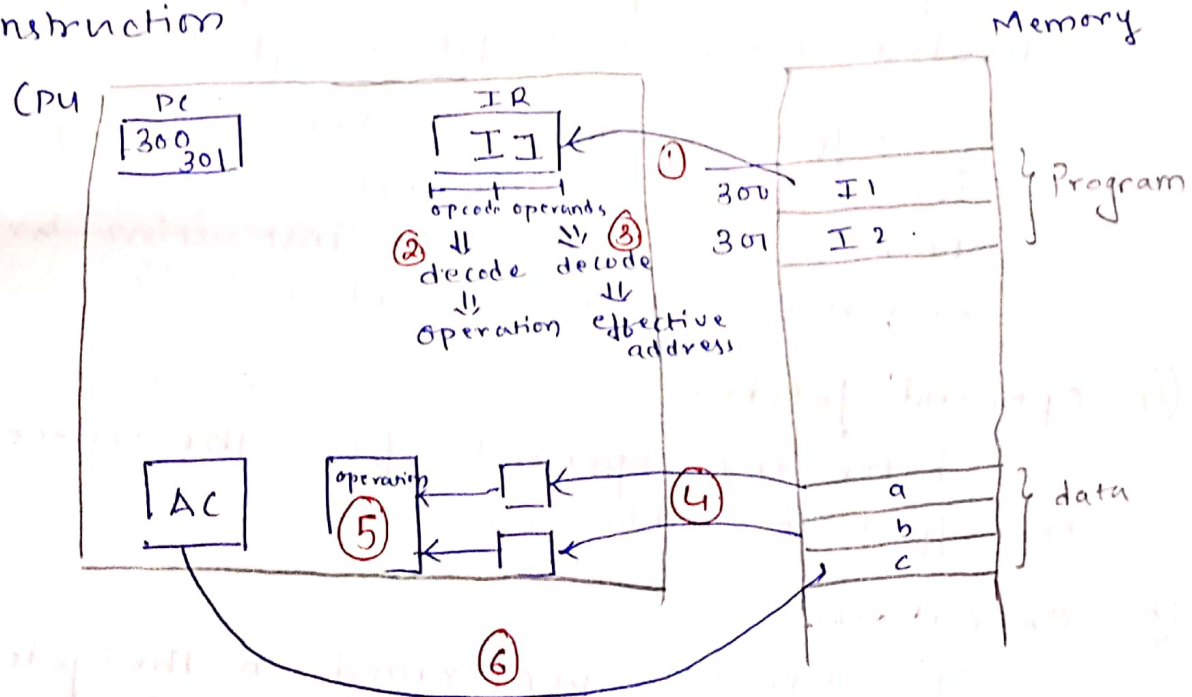 nstruction
Memory
CPU
PC
IR
300
301
I1
①
opcode operands
② ③
decode decode
operation effective
address
300 I1
301 I2 .
Program
AC
operation
⑤
④
a
b
c
data
⑥